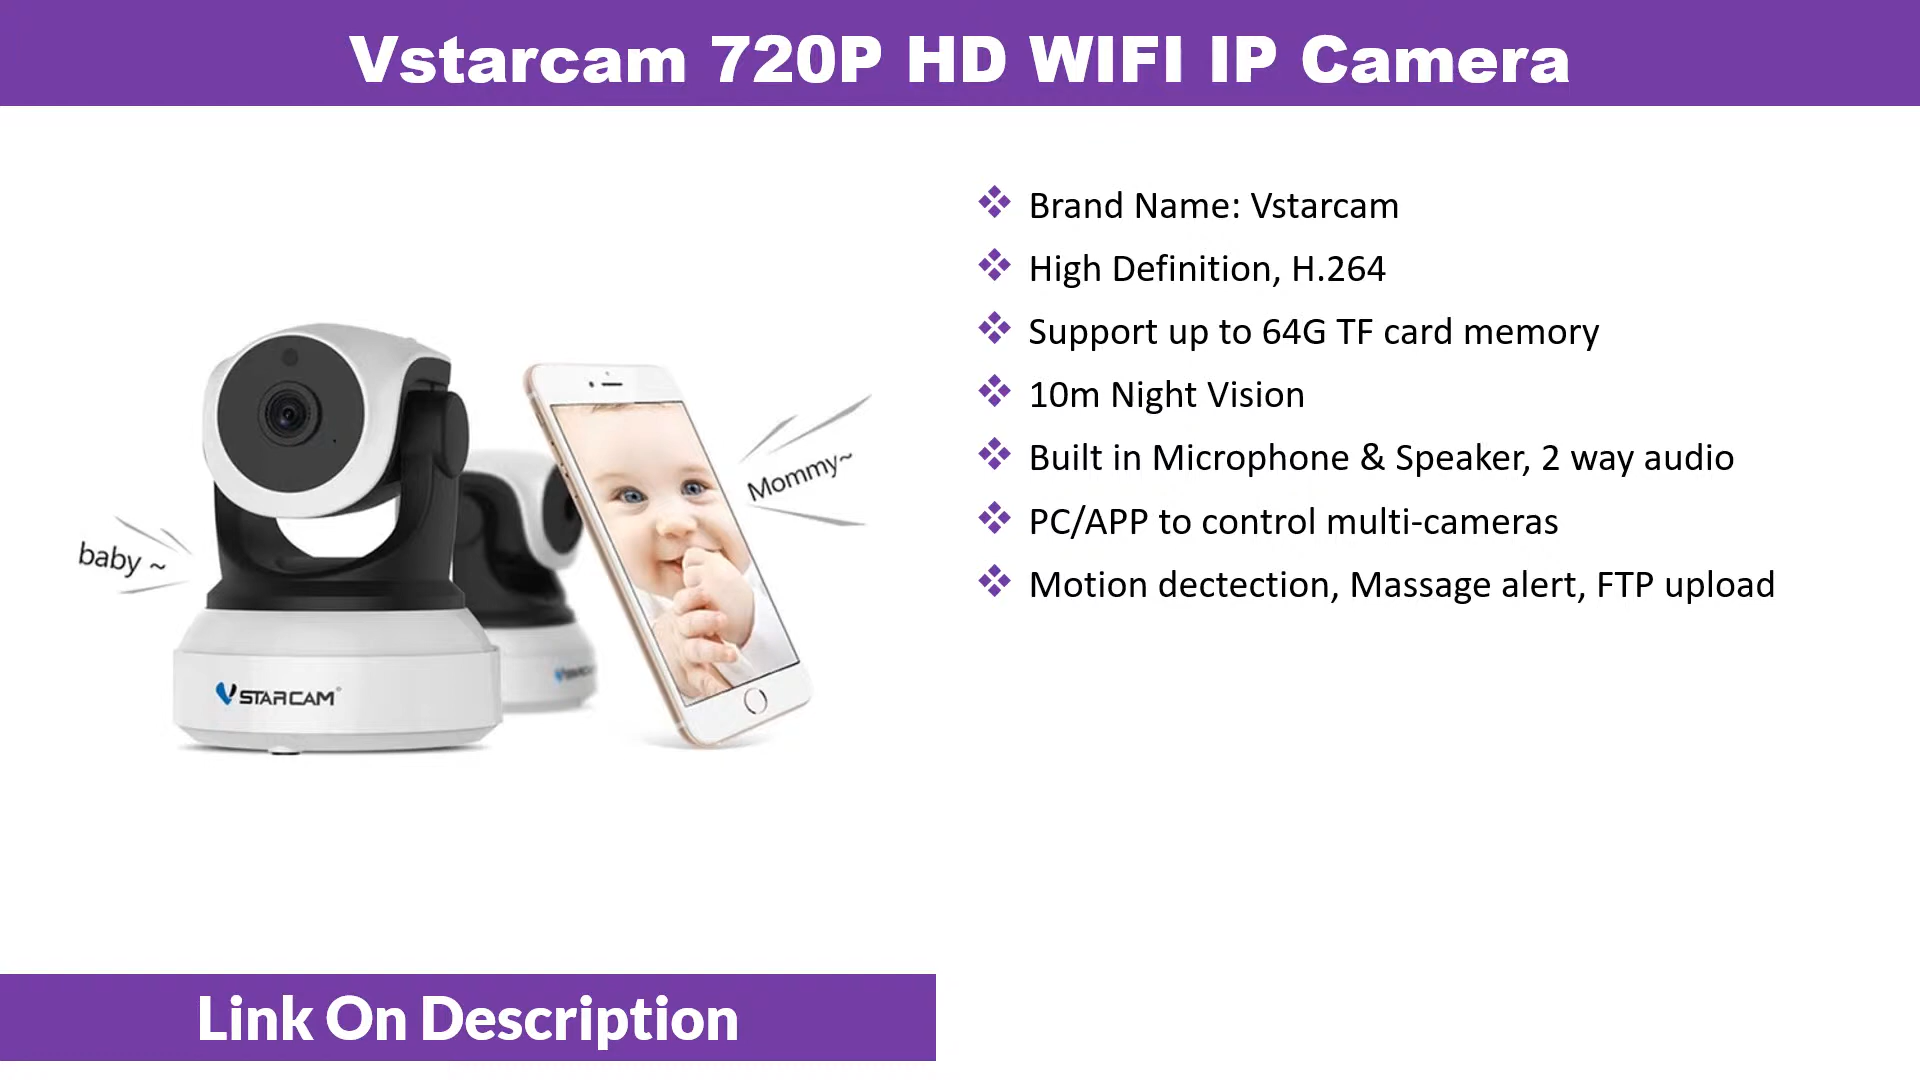 Vstarcam 720P HD WIFI IP Camera
Brand Name: Vstarcam
High Definition, H.264
Support up to 64G TF card memory
10m Night Vision
Built in Microphone & Speaker, 2 way audio
PC/APP to control multi-cameras
Motion dectection, Massage alert, FTP upload
baby ~
Mommy~
VSTARCAM
Link On Description